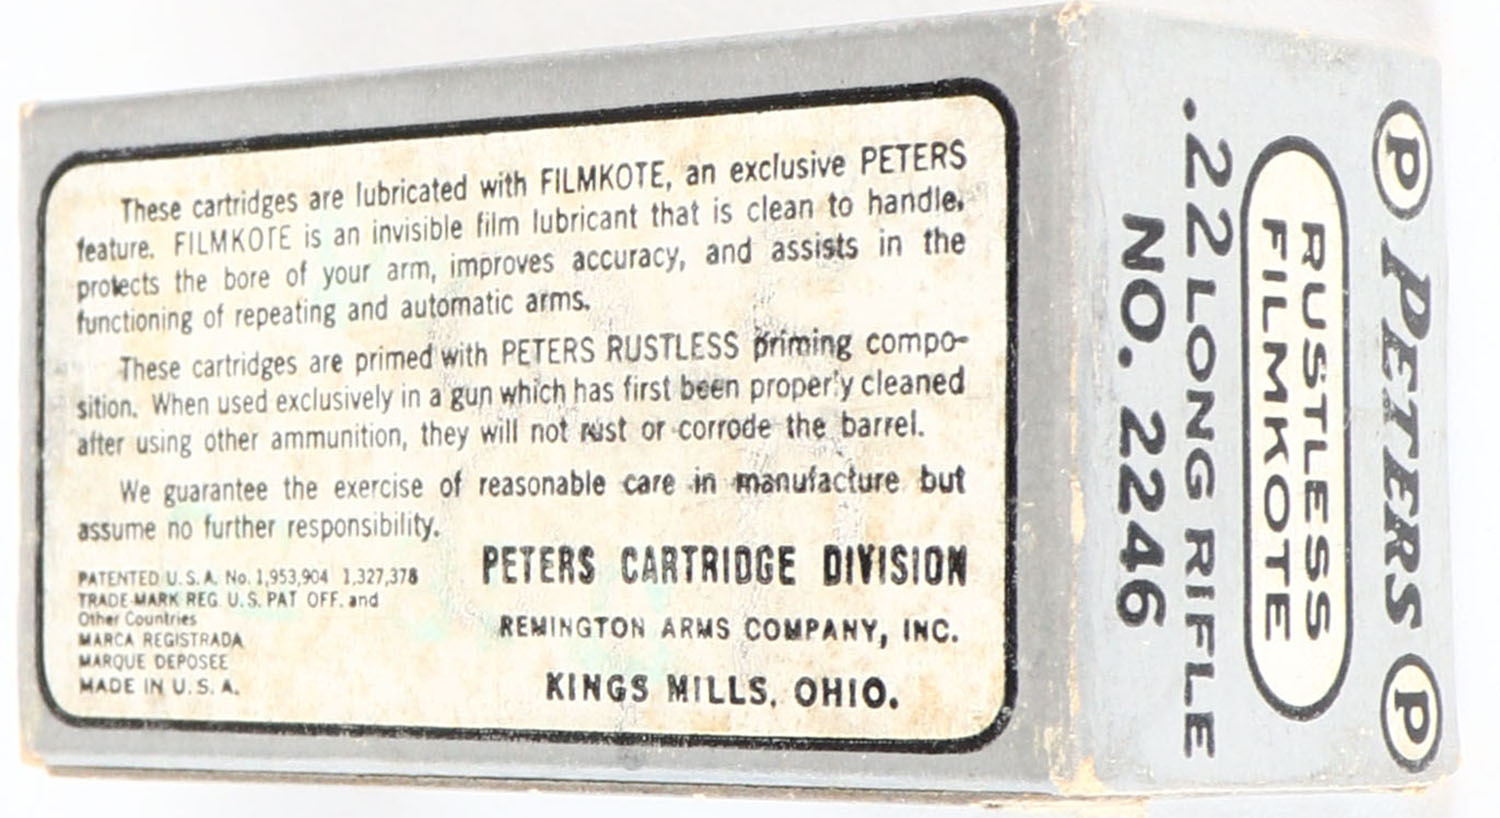 These cartridges are lubricated with FILMKOTE, an exclusive PETERS
feature. FILMKOTE is an invisible film lubricant that is clean to handle,
protects the bore of your arm, improves accuracy, and assists in the
functioning of repeating and automatic arms.
These cartridges are primed with PETERS RUSTLESS priming compo-
sition. When used exclusively in a gun which has first been properly cleaned
after using other ammunition, they will not rust or corrode the barrel.
We guarantee the exercise of reasonable care in manufacture but
assume no further responsibility.
PATENTED U.S.A. No. 1,953,904 1,327,378
TRADE-MARK REG. U.S. PAT OFF. and
Other Countries
MARCA REGISTRADA
MARQUE DEPOSEE
MADE IN U.S.A.
PETERS CARTRIDGE DIVISION
REMINGTON ARMS COMPANY, INC.
KINGS MILLS, OHIO.
P PETERS P
RUSTLESS
FILMKOTE
.22 LONG RIFLE
NO. 2246